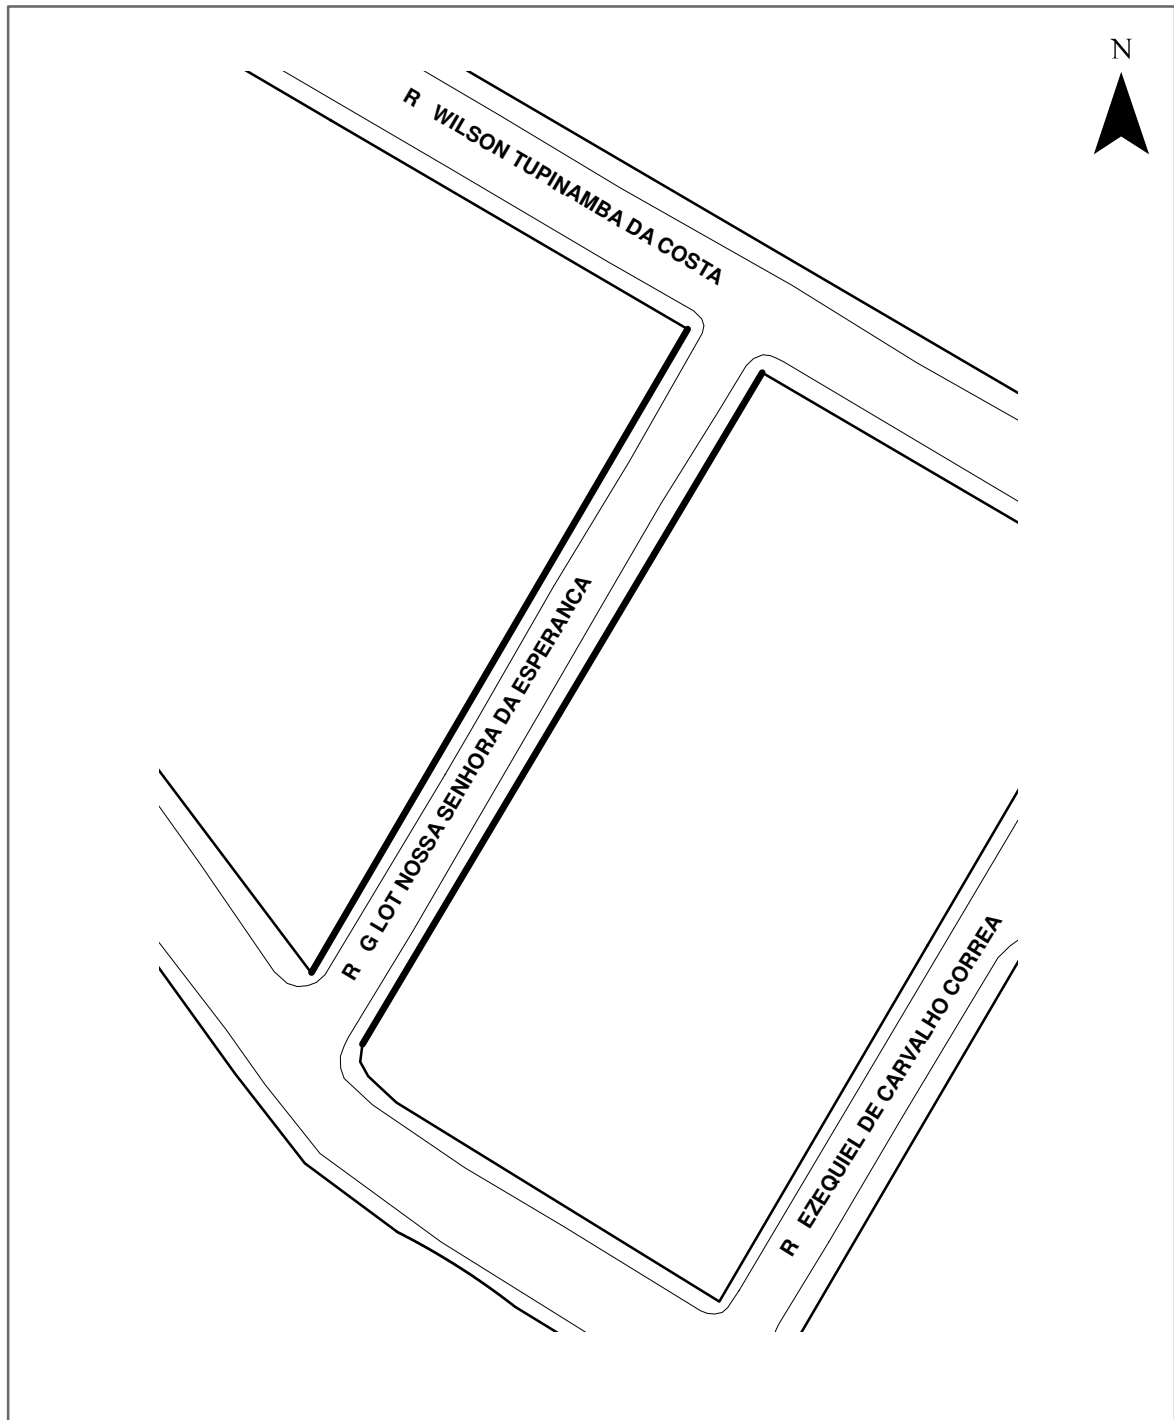 N
R WILSON TUPINAMBA DA COSTA
R G LOT NOSSA SENHORA DA ESPERANCA
R EZEQUIEL DE CARVALHO CORREA